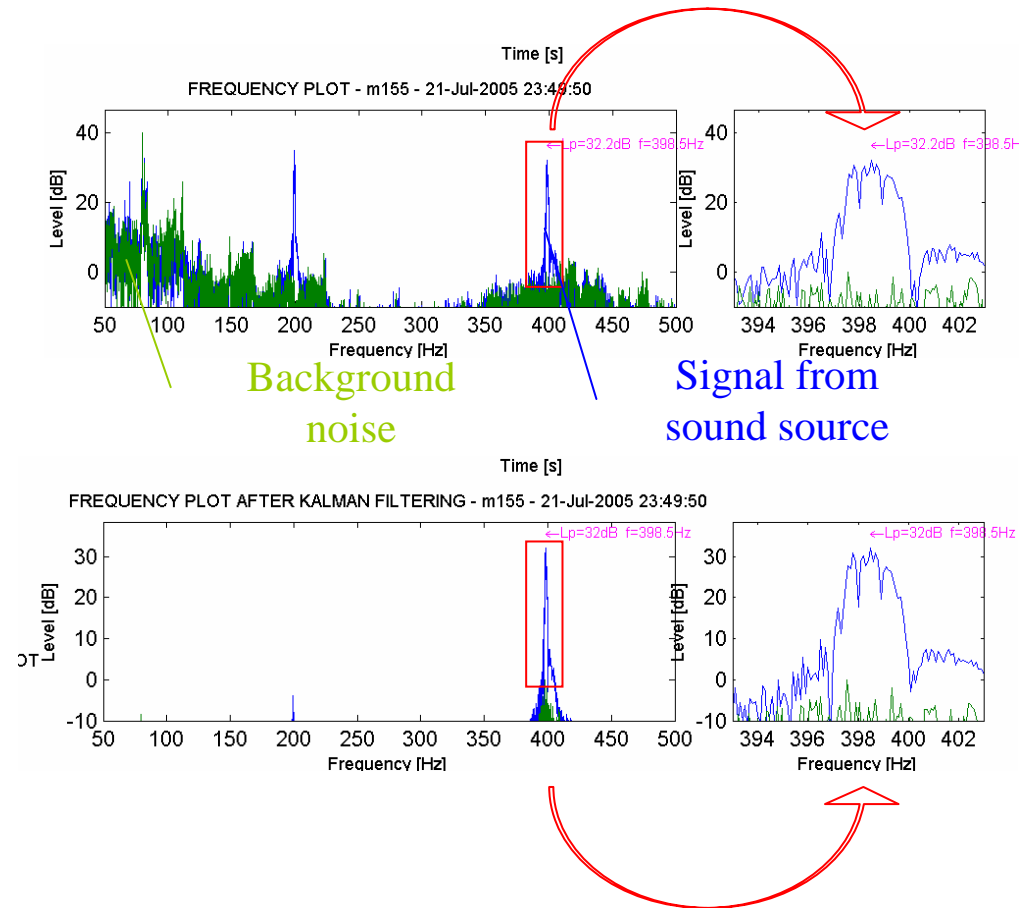 Time [s]
FREQUENCY PLOT - m155 - 21-Jul-2005 23:49:50
Level [dB]
40
20
0
←Lp=32.2dB f=398.5Hz
50 100 150 200 250 300 350 400 450 500
Frequency [Hz]
Level [dB]
40
20
0
←Lp=32.2dB f=398.5H
394 396 398 400 402
Frequency [Hz]
Background
noise
Signal from
sound source
Time [s]
FREQUENCY PLOT AFTER KALMAN FILTERING - m155 - 21-Jul-2005 23:49:50
OT
Level [dB]
30
20
10
0
-10
←Lp=32dB f=398.5Hz
50 100 150 200 250 300 350 400 450 500
Frequency [Hz]
Level [dB]
30
20
10
0
-10
←Lp=32dB f=398.5Hz
394 396 398 400 402
Frequency [Hz]